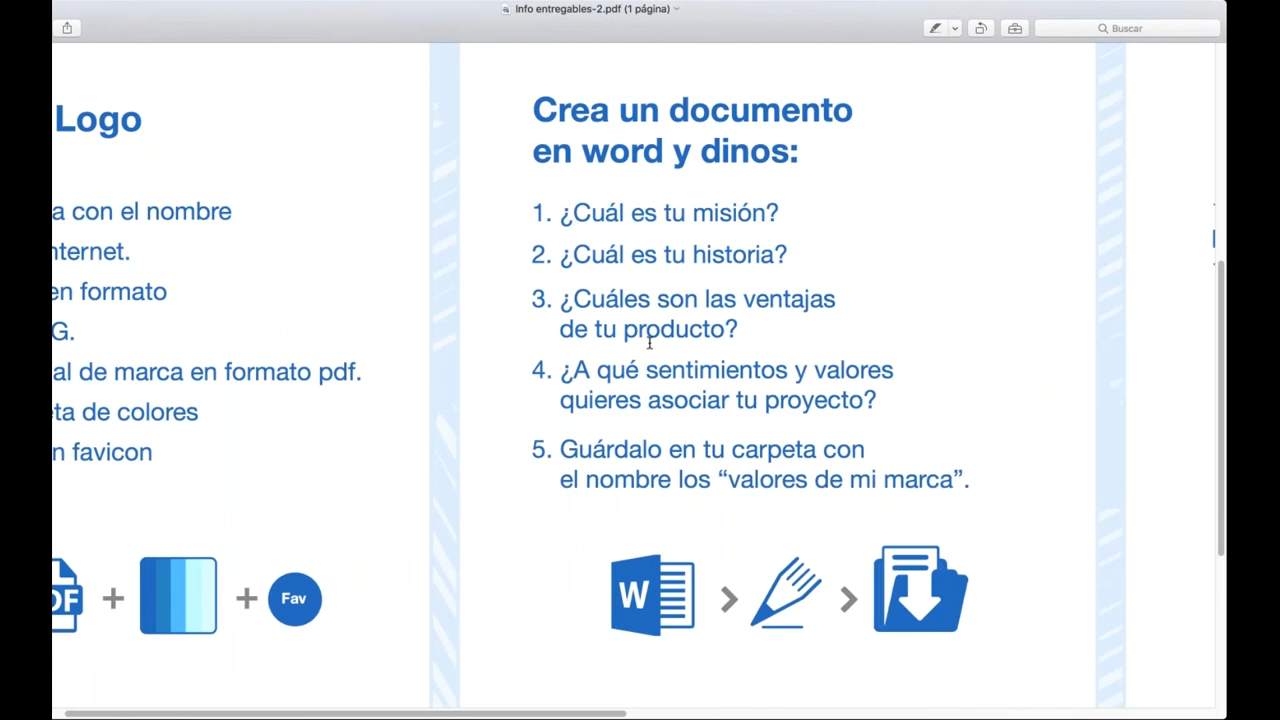 Info entregables-2.pdf (1 página)
Buscar
Logo
a con el nombre
nternet.
en formato
G.
al de marca en formato pdf.
eta de colores
n favicon
DF
+
+
Fav
Crea un documento
en word y dinos:
1. ¿Cuál es tu misión?
2. ¿Cuál es tu historia?
3. ¿Cuáles son las ventajas
de tu producto?
4. ¿A qué sentimientos y valores
quieres asociar tu proyecto?
5. Guárdalo en tu carpeta con
el nombre los “valores de mi marca”.
W